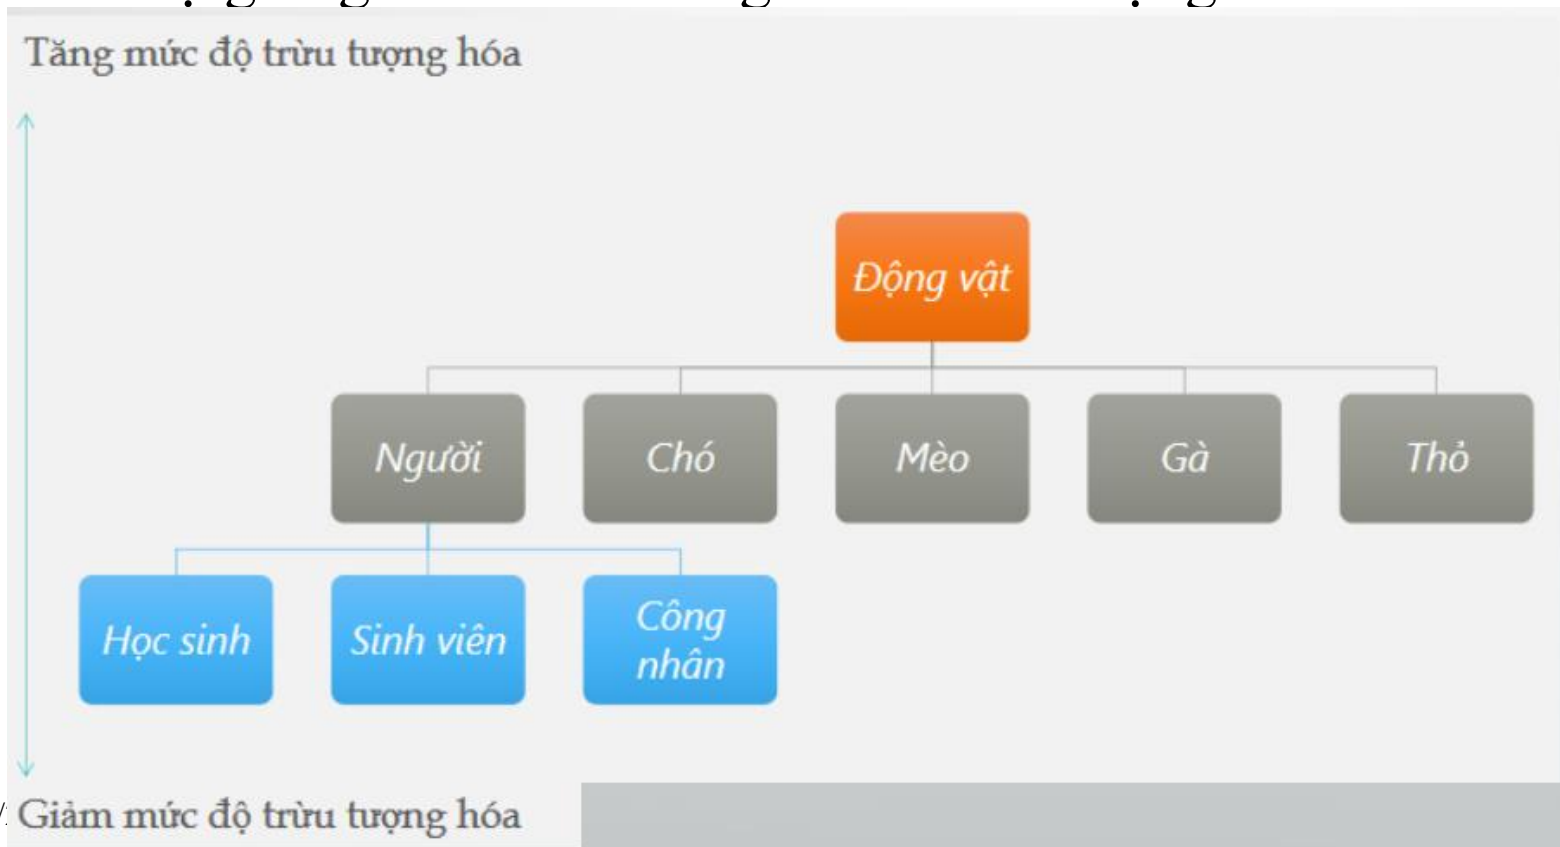 Tăng mức độ trừu tượng hóa
Động vật
Người
Chó
Mèo
Gà
Thỏ
Học sinh
Sinh viên
Công
nhân
Giảm mức độ trừu tượng hóa